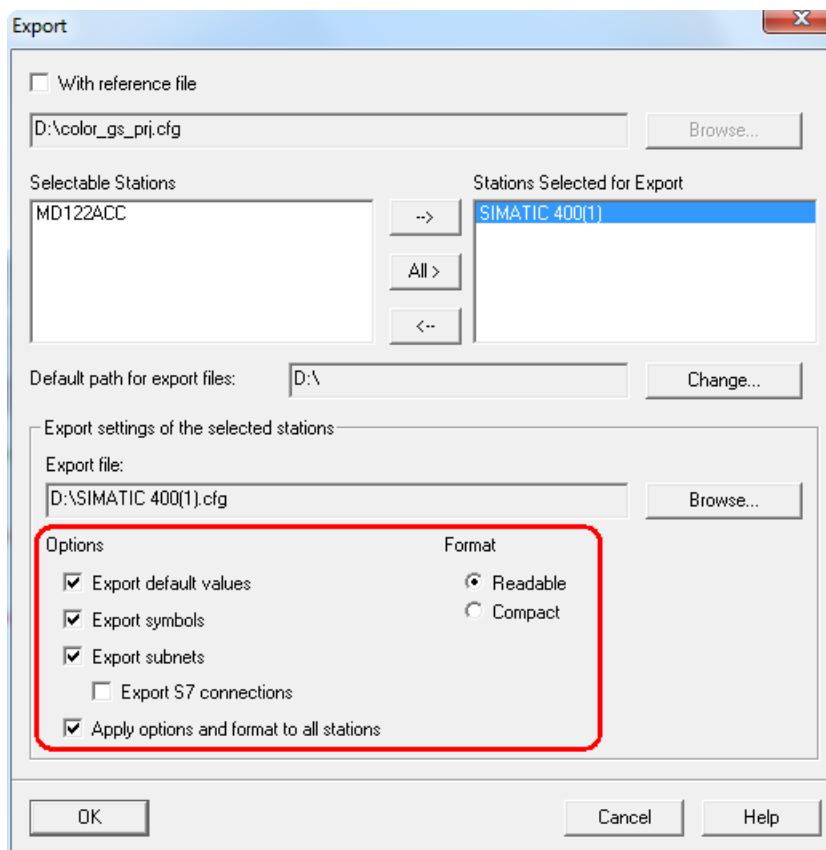 Export
With reference file
D:\color_gs_prj.cfg Browse...
Selectable Stations Stations Selected for Export
MD122ACC --> SIMATIC 400(1)
All >
<--
Default path for export files: D:\ Change...
Export settings of the selected stations
Export file:
D:\SIMATIC 400(1).cfg Browse...
Options Format
Export default values Readable
Export symbols Compact
Export subnets
Export S7 connections
Apply options and format to all stations
OK Cancel Help